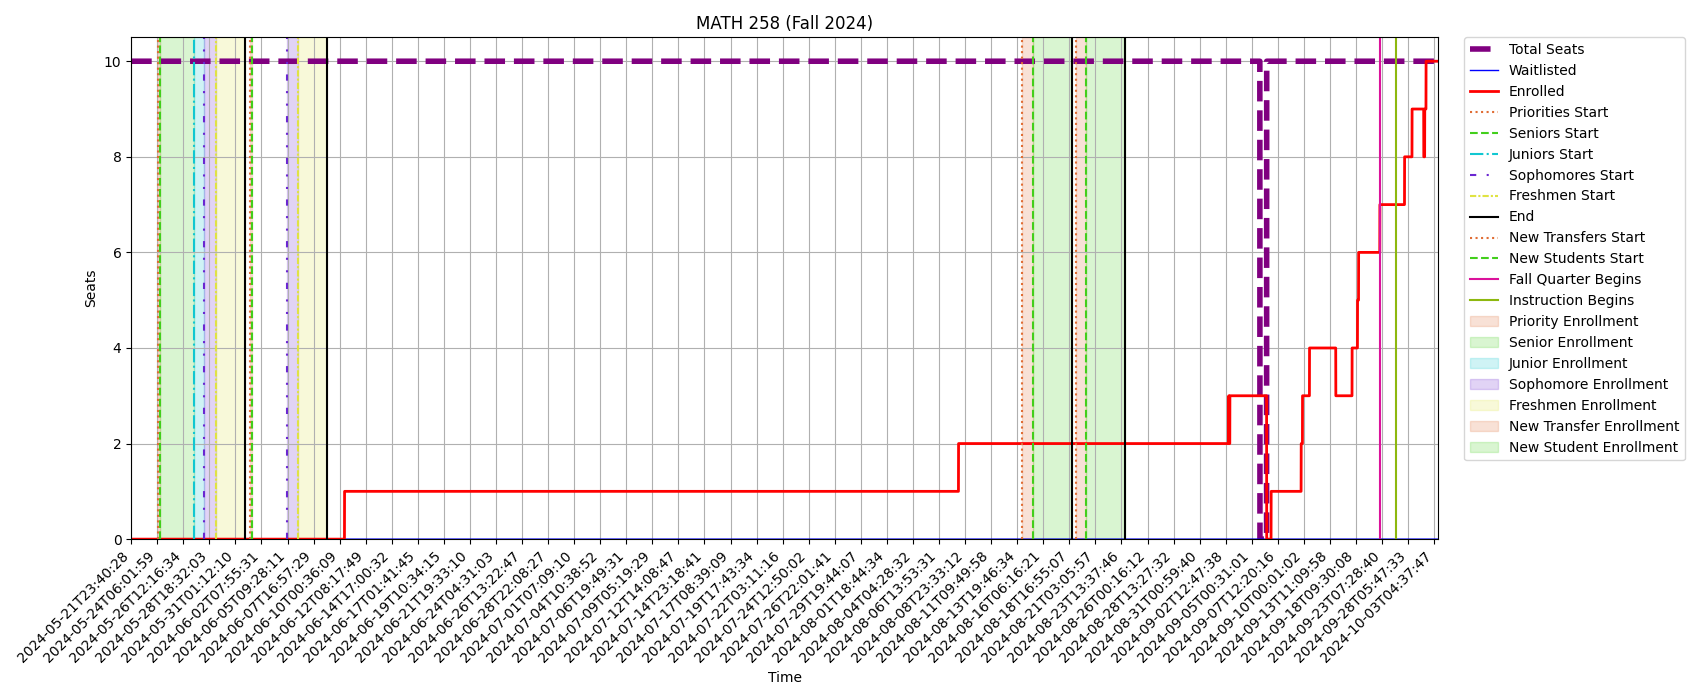 MATH 258 (Fall 2024)
10
8
6
4
2
0
Seats
2024-05-21T23:40:28
2024-05-24T06:01:59
2024-05-26T12:16:34
2024-05-28T18:32:03
2024-05-31T01:12:10
2024-06-02T07:55:31
2024-06-05T09:28:11
2024-06-07T16:57:29
2024-06-10T00:36:09
2024-06-12T08:17:49
2024-06-14T17:00:32
2024-06-17T01:41:45
2024-06-19T10:34:15
2024-06-21T19:33:10
2024-06-24T04:31:03
2024-06-26T13:22:47
2024-06-28T22:08:27
2024-07-01T07:09:10
2024-07-04T10:38:52
2024-07-06T19:49:31
2024-07-09T05:19:29
2024-07-12T14:08:47
2024-07-14T23:18:41
2024-07-17T08:39:09
2024-07-19T17:43:34
2024-07-22T03:11:16
2024-07-24T12:50:02
2024-07-26T22:01:41
2024-07-29T19:44:07
2024-08-01T18:44:34
2024-08-04T04:28:32
2024-08-06T13:53:31
2024-08-08T23:33:12
2024-08-11T09:49:58
2024-08-13T19:46:34
2024-08-16T06:16:21
2024-08-18T16:55:07
2024-08-21T03:05:57
2024-08-23T13:37:46
2024-08-26T00:16:12
2024-08-28T13:27:32
2024-08-31T00:59:40
2024-09-02T12:47:38
2024-09-05T00:31:01
2024-09-07T12:20:16
2024-09-10T00:01:02
2024-09-13T11:09:58
2024-09-18T09:30:08
2024-09-23T07:28:40
2024-09-28T05:47:33
2024-10-03T04:37:47
Time
Total Seats
Waitlisted
Enrolled
Priorities Start
Seniors Start
Juniors Start
Sophomores Start
Freshmen Start
End
New Transfers Start
New Students Start
Fall Quarter Begins
Instruction Begins
Priority Enrollment
Senior Enrollment
Junior Enrollment
Sophomore Enrollment
Freshmen Enrollment
New Transfer Enrollment
New Student Enrollment